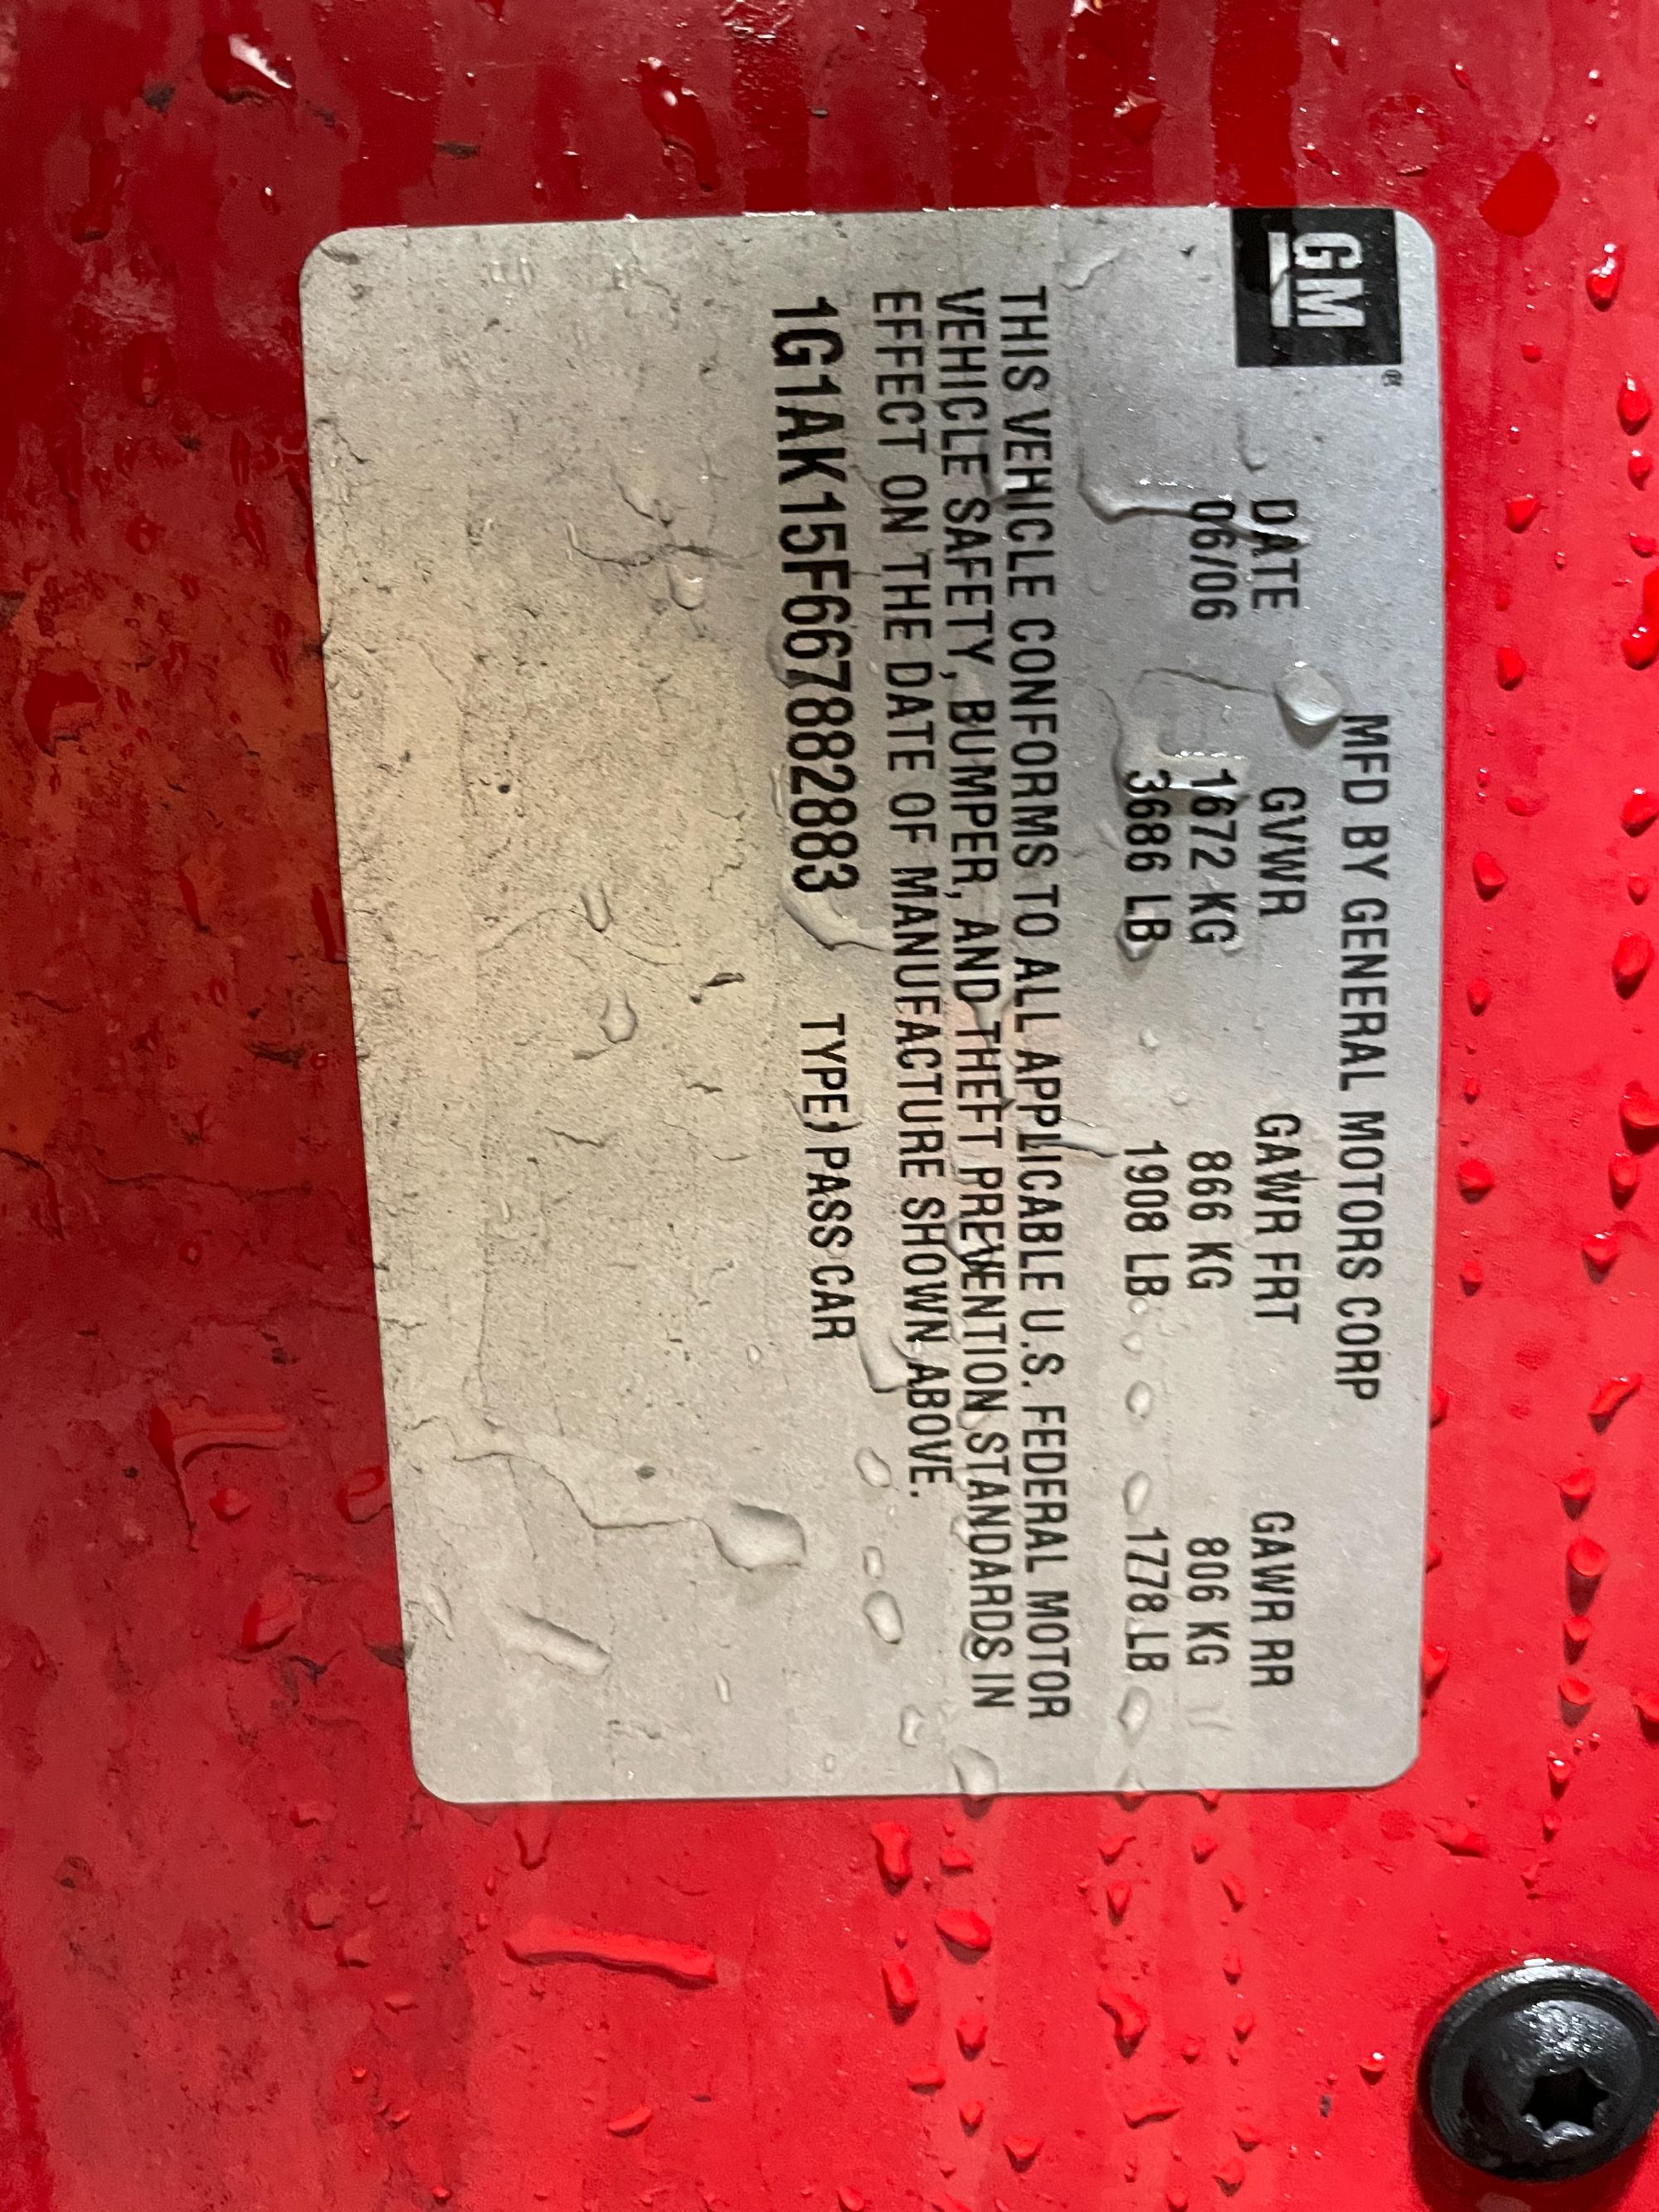 GM®
MFD BY GENERAL MOTORS CORP
DATE GVWR GAWR FRT GAWR RR
06/06 1672 KG 866 KG 806 KG
3686 LB 1908 LB 1778 LB
THIS VEHICLE CONFORMS TO ALL APPLICABLE U.S. FEDERAL MOTOR
VEHICLE SAFETY, BUMPER, AND THEFT PREVENTION STANDARDS IN
EFFECT ON THE DATE OF MANUFACTURE SHOWN ABOVE.
1G1AK15F667882883 TYPE: PASS CAR